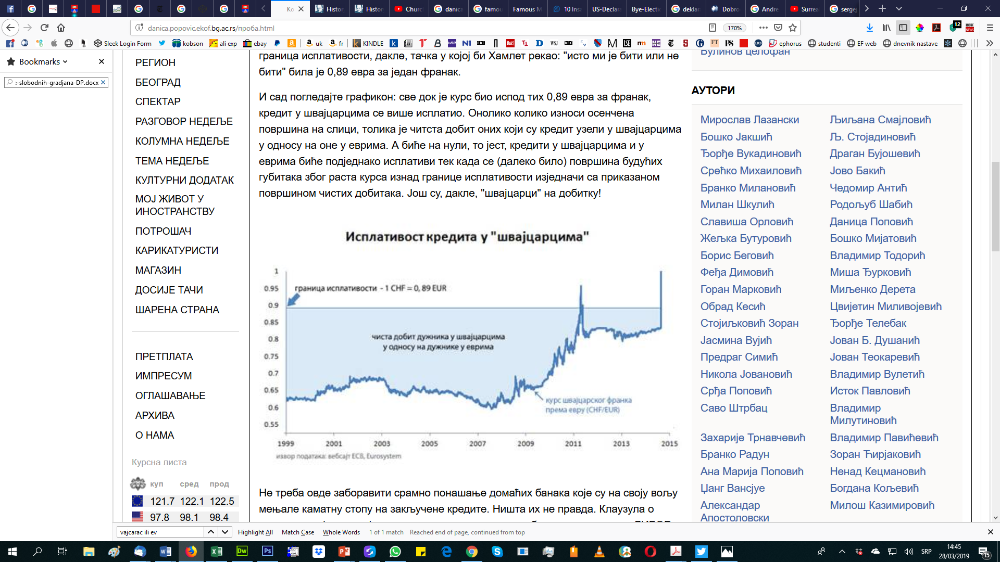 Ko
Histor
Histor
Churc
danica
famou
Famous M
10 Insa
US-Declara
Bye-Electio
deklar
Dobro
Andre
Surrea
sergej
danica.popovic.ekof.bg.ac.rs/проба.html
170%
12
Sleek Login Form
kobson
ali exp
ebay
uk
fr
KINDLE
ephorus
studenti
EF web
dnevnik nastave
Bookmarks
:-slobodnih-gradjana-DP.docx
РЕГИОН
БЕОГРАД
СПЕКТАР
РАЗГОВОР НЕДЕЉЕ
КОЛУМНА НЕДЕЉЕ
ТЕМА НЕДЕЉЕ
КУЛТУРНИ ДОДАТАК
МОЈ ЖИВОТ У
ИНОСТРАНСТВУ
ПОТРОШАЧ
КАРИКАТУРИСТИ
МАГАЗИН
ДОСИЈЕ ТАЧИ
ШАРЕНА СТРАНА
ПРЕТПЛАТА
ИМПРЕСУМ
ОГЛАШАВАЊЕ
АРХИВА
О НАМА
Курсна листа
куп сред прод
121.7 122.1 122.5
97.8 98.1 98.4
граница исплативости, дакле, тачка у којој би Хамлет рекао: "исто ми је бити или не
бити" била је 0,89 евра за један франак.
И сад погледајте графикон: све док је курс био испод тих 0,89 евра за франак,
кредит у швајцарцима се више исплатио. Онолико колико износи осенчена
површина на слици, толика је читста добит оних који су кредит узели у швајцарцима
у односу на оне у еврима. А биће на нули, то јест, кредити у швајцарцима и у
еврима биће подједнако исплативи тек када се (далеко било) површина будућих
губитака због раста курса изнад границе исплативости изједначи са приказаном
површином чистих добитака. Још су, дакле, "швајцарци" на добитку!
Исплативост кредита у "швајцарцима"
1
0.95
0.9
0.85
0.8
0.75
0.7
0.65
0.6
0.55
граница исплативости - 1 CHF = 0, 89 EUR
чиста добит дужника у швајцарцима
у односу на дужнике у еврима
курс швајцарског франка
према евру (CHF/EUR)
1999 2001 2003 2005 2007 2009 2011 2013 2015
извор података: вебсајт ECB, Eurosystem
Не треба овде заборавити срамно понашање домаћих банака које су на своју вољу
мењале каматну стопу на закључене кредите. Ништа их не правда. Клаузула о
Вулинов целофан
АУТОРИ
Мирослав Лазански Љиљана Смајловић
Бошко Јакшић Љ. Стојадиновић
Ђорђе Вукадиновић Драган Бујошевић
Срећко Михаиловић Јово Бакић
Бранко Милановић Чедомир Антић
Милан Шкулић Родољуб Шабић
Славиша Орловић Даница Поповић
Жељка Бутуровић Бошко Мијатовић
Борис Беговић Владимир Тодорић
Феђа Димовић Миша Ђурковић
Горан Марковић Миљенко Дерета
Обрад Кесић Цвијетин Миливојевић
Стојиљковић Зоран Ђорђе Телебак
Јасмина Вујић Јован Б. Душанић
Предраг Симић Јован Теокаревић
Никола Јовановић Владимир Вулетић
Срђа Поповић Исток Павловић
Саво Штрбац Владимир
Милутиновић
Захарије Трнавчевић Владимир Павићевић
Бранко Радун Зоран Ћирјаковић
Ана Марија Поповић Ненад Кецмановић
Џанг Вансјуе Богдана Кољевић
Александар Милош Казимировић
Апостоловски
vajcarac ili ev
Highlight All Match Case Whole Words 1 of 1 match Reached end of page, continued from top
SRP
14:45
28/03/2019
15